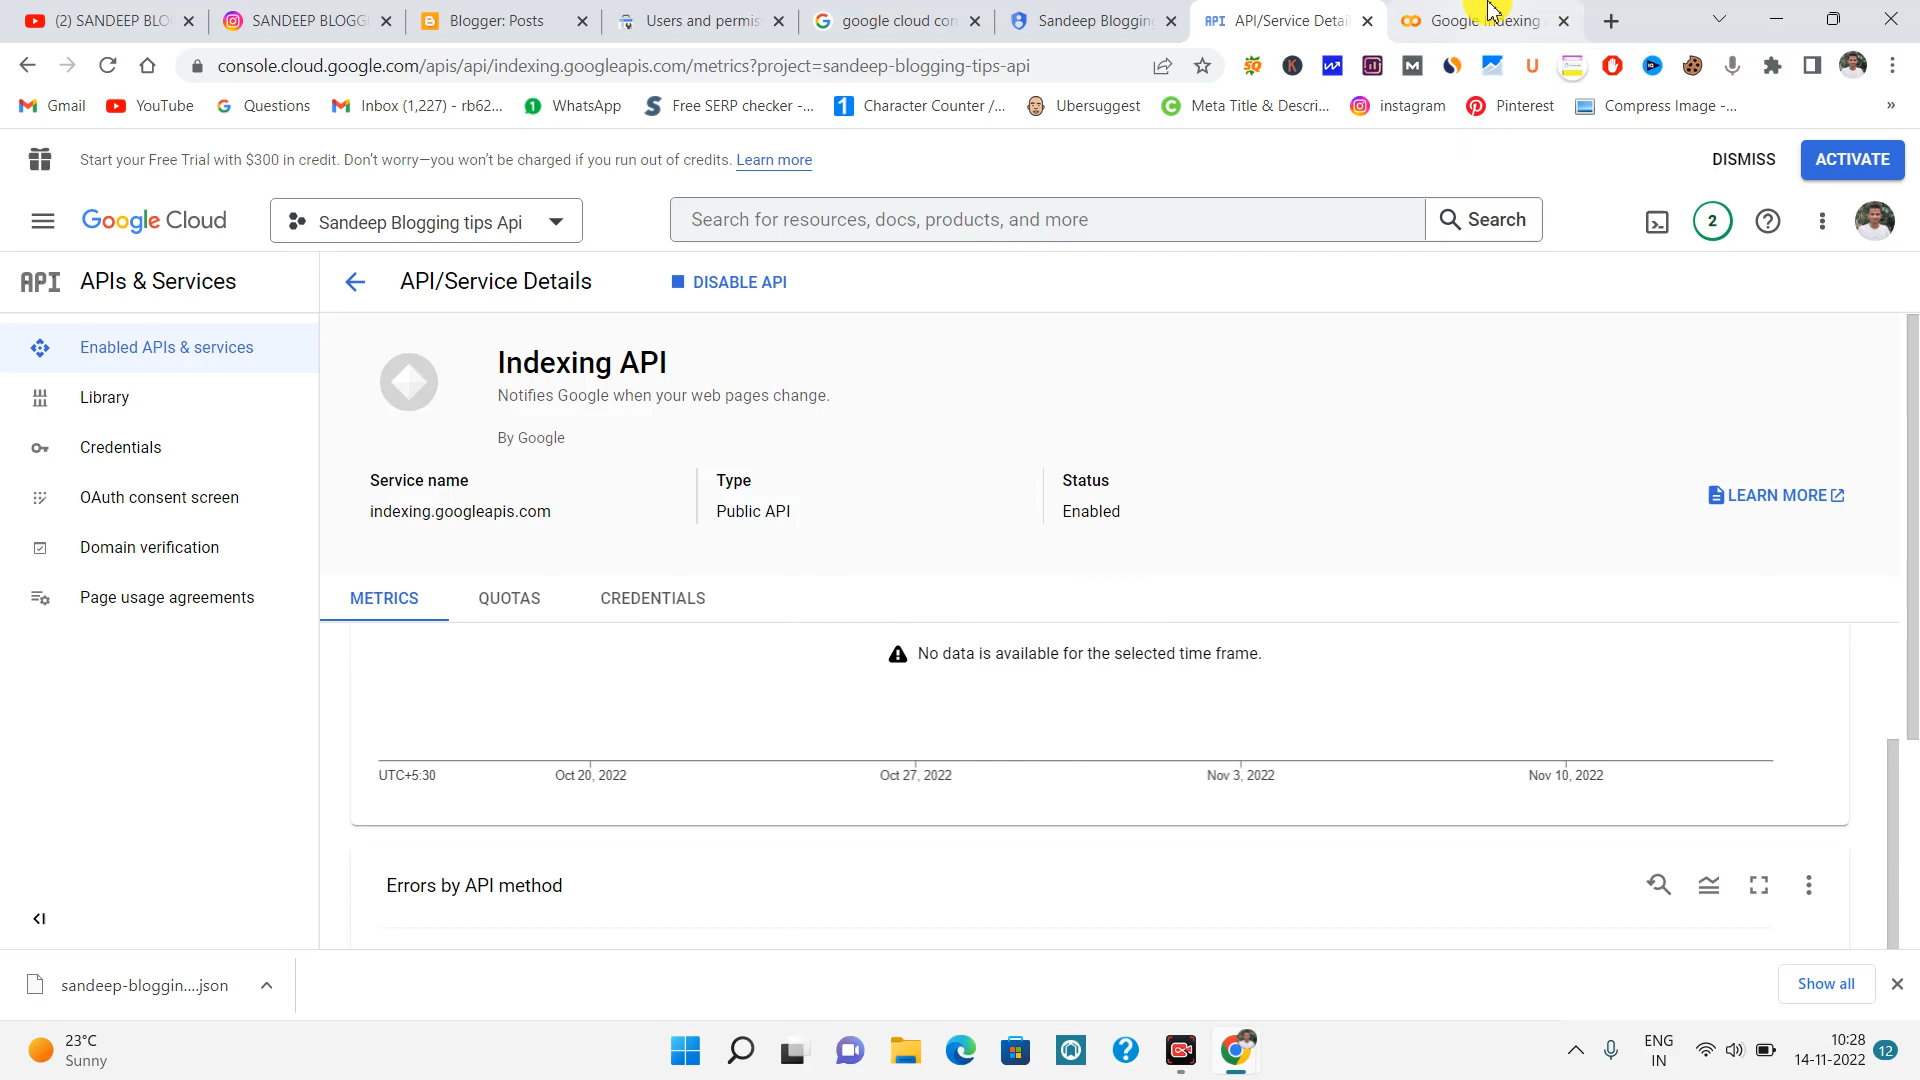 (2) SANDEEP BLO
SANDEEP BLOGG
Blogger: Posts
Users and permis
google cloud con
Sandeep Blogging
API API/Service Detai
Google Indexing
console.cloud.google.com/apis/api/indexing.googleapis.com/metrics?project=sandeep-blogging-tips-api
Gmail
YouTube
Questions
Inbox (1,227) - rb62...
WhatsApp
Free SERP checker -...
Character Counter /...
Ubersuggest
Meta Title & Descri...
instagram
Pinterest
Compress Image -...
»
Start your Free Trial with $300 in credit. Don't worry—you won't be charged if you run out of credits. Learn more
DISMISS
ACTIVATE
Google Cloud
Sandeep Blogging tips Api
Search for resources, docs, products, and more
Search
2
API APIs & Services
API/Service Details
DISABLE API
Enabled APIs & services
Library
Credentials
OAuth consent screen
Domain verification
Page usage agreements
Indexing API
Notifies Google when your web pages change.
By Google
Service name
indexing.googleapis.com
Type
Public API
Status
Enabled
LEARN MORE
METRICS
QUOTAS
CREDENTIALS
No data is available for the selected time frame.
UTC+5:30
Oct 20, 2022
Oct 27, 2022
Nov 3, 2022
Nov 10, 2022
Errors by API method
sandeep-bloggin....json
Show all
23°C
Sunny
ENG
IN
10:28
14-11-2022
12